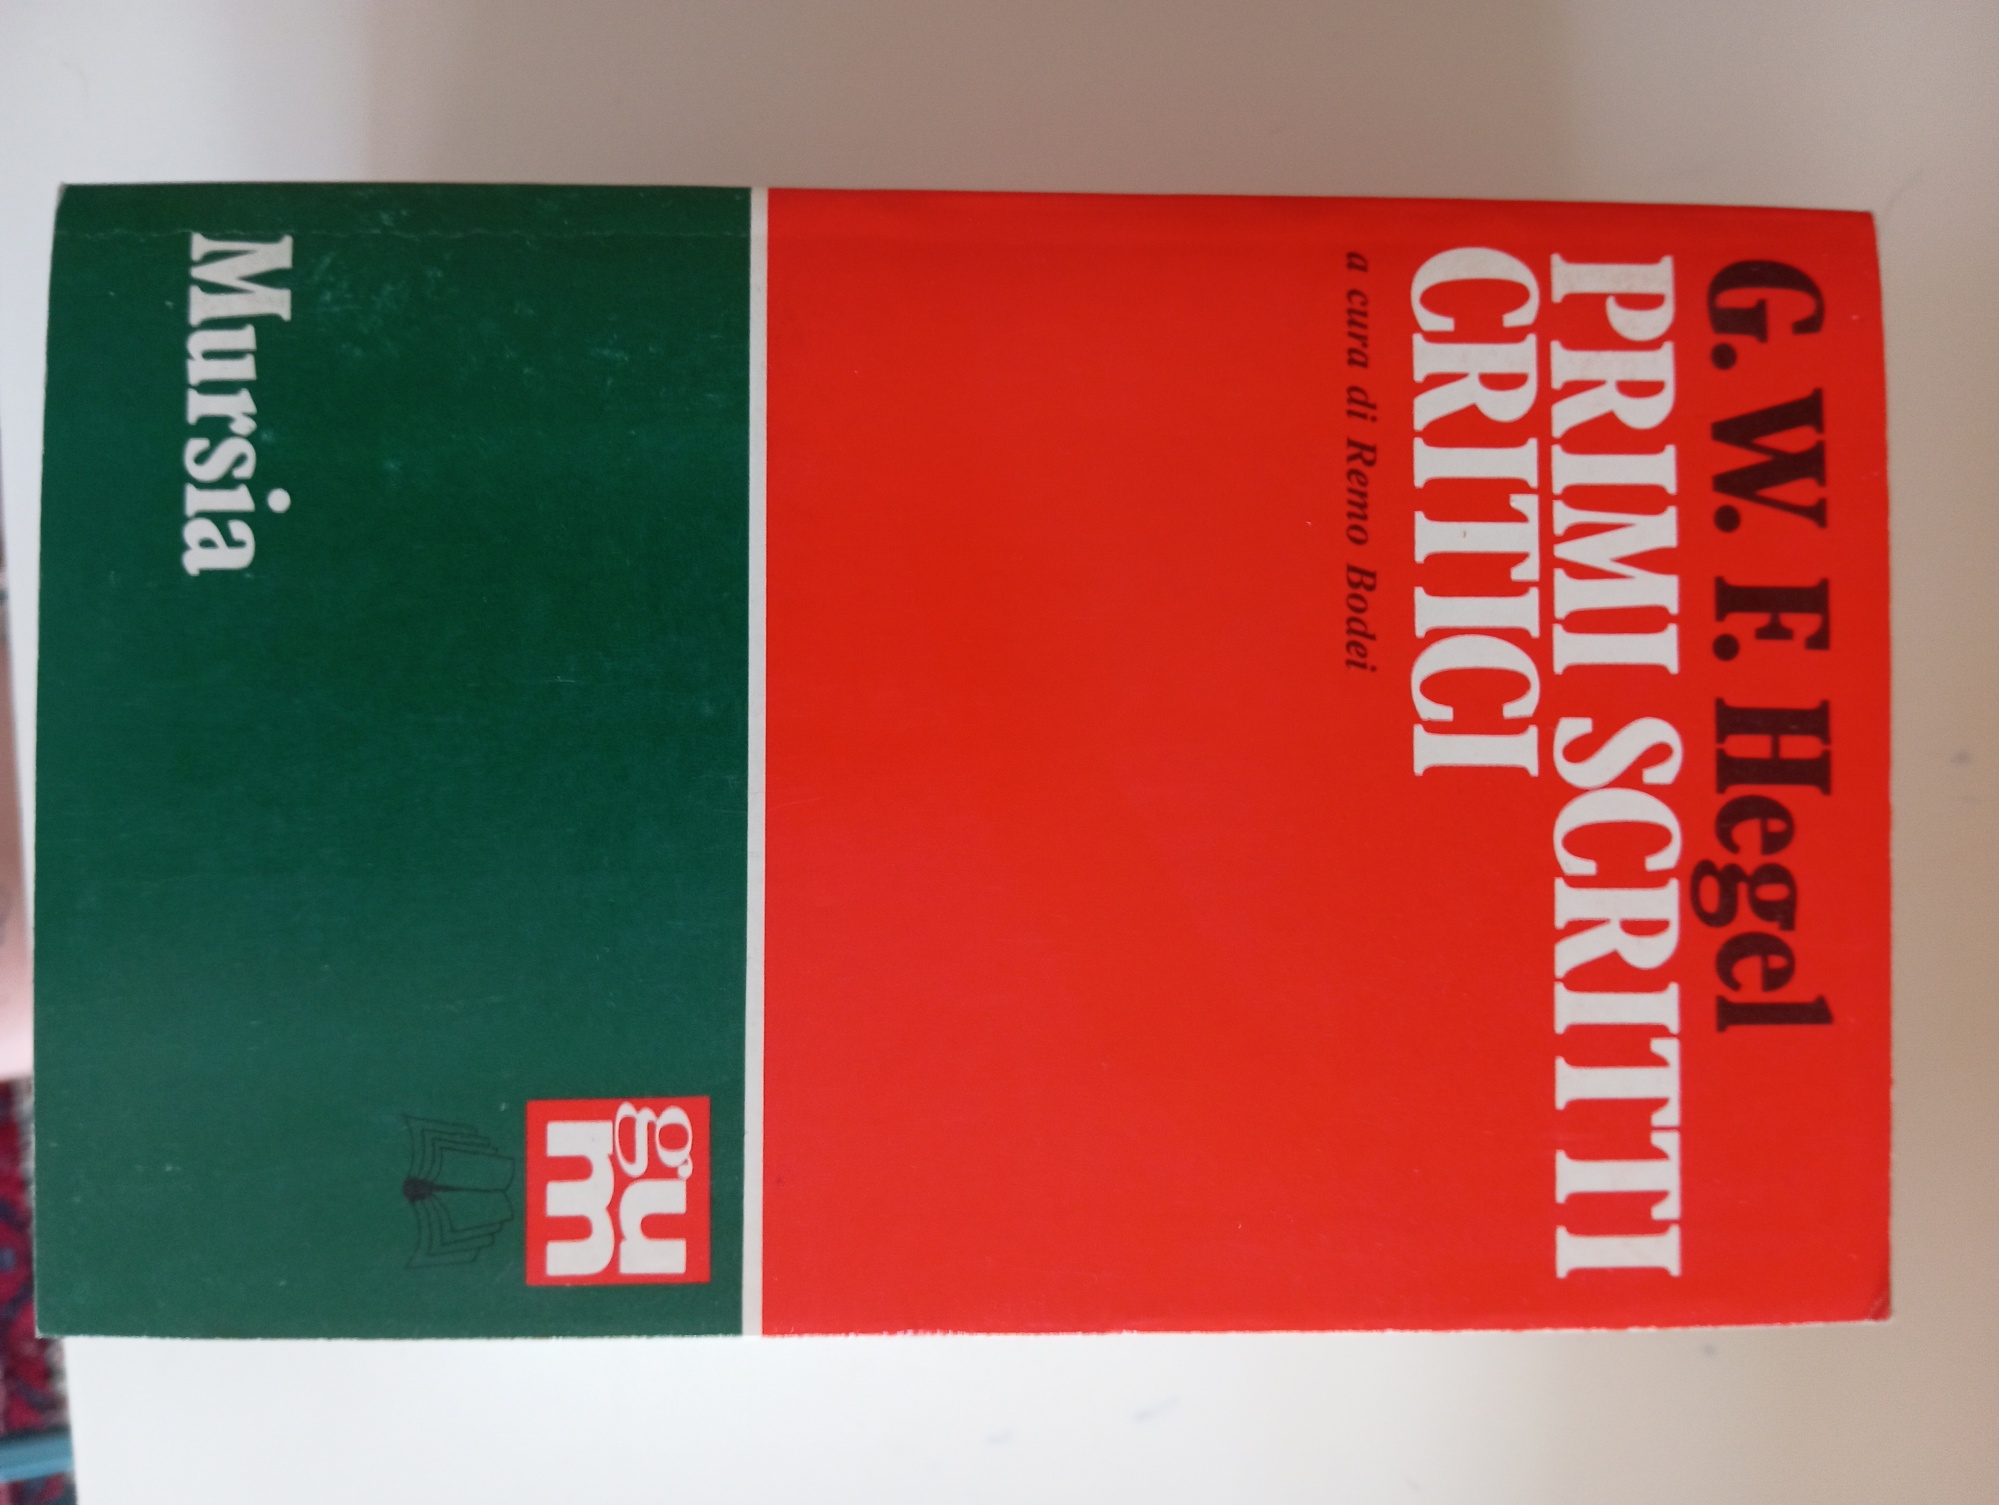 G. W. F. Hegel
PRIMI SCRITTI
CRITICI
a cura di Remo Bodei
gu
m
Mursia